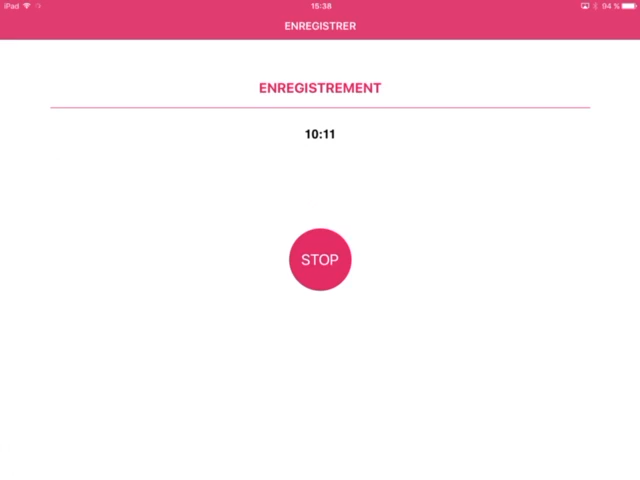 iPad 15:38 94 %
ENREGISTRER
ENREGISTREMENT
10:11
STOP